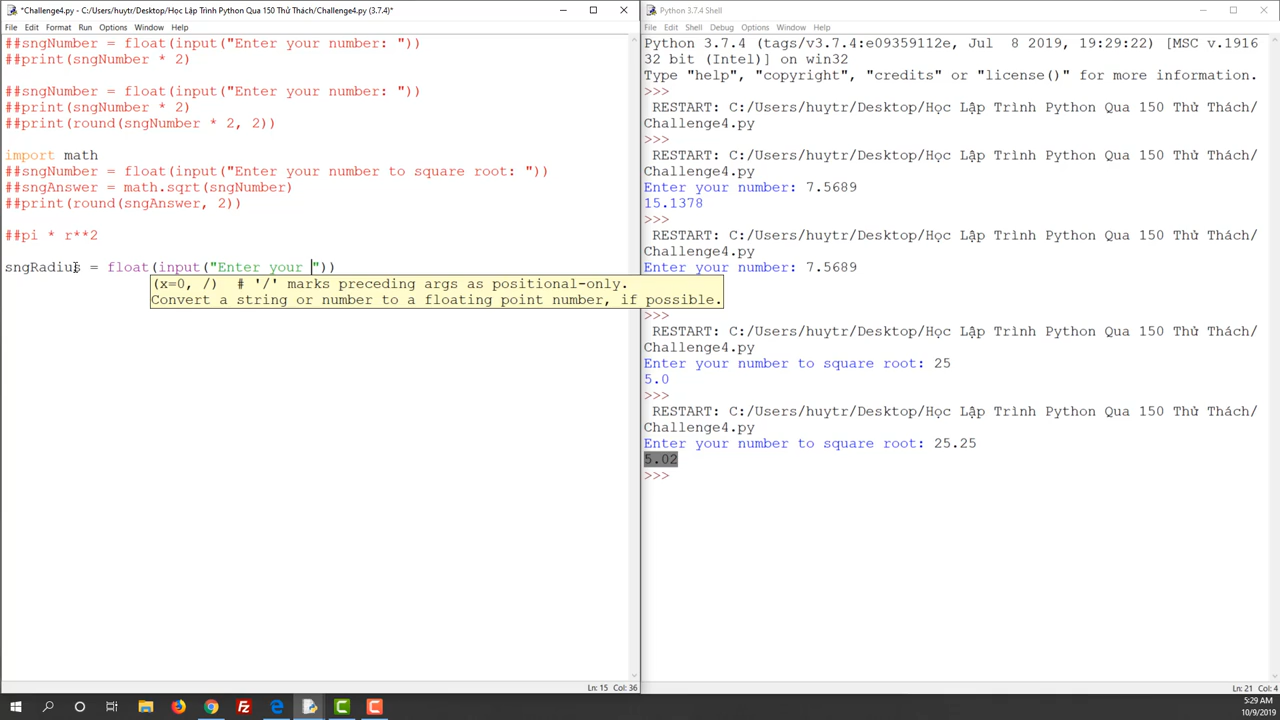 *Challenge4.py - C:/Users/huytr/Desktop/Học Lập Trình Python Qua 150 Thử Thách/Challenge4.py (3.7.4)*
File Edit Format Run Options Window Help
##sngNumber = float(input("Enter your number: "))
##print(sngNumber * 2)
##sngNumber = float(input("Enter your number: "))
##print(sngNumber * 2)
##print(round(sngNumber * 2, 2))
import math
##sngNumber = float(input("Enter your number to square root: "))
##sngAnswer = math.sqrt(sngNumber)
##print(round(sngAnswer, 2))
##pi * r**2
sngRadius = float(input("Enter your "))
(x=0, /)  # '/' marks preceding args as positional-only.
Convert a string or number to a floating point number, if possible.
Ln: 15 Col: 36
Python 3.7.4 Shell
File Edit Shell Debug Options Window Help
Python 3.7.4 (tags/v3.7.4:e09359112e, Jul  8 2019, 19:29:22) [MSC v.1916
32 bit (Intel)] on win32
Type "help", "copyright", "credits" or "license()" for more information.
>>>
RESTART: C:/Users/huytr/Desktop/Học Lập Trình Python Qua 150 Thử Thách/
Challenge4.py
>>>
RESTART: C:/Users/huytr/Desktop/Học Lập Trình Python Qua 150 Thử Thách/
Challenge4.py
Enter your number: 7.5689
15.1378
>>>
RESTART: C:/Users/huytr/Desktop/Học Lập Trình Python Qua 150 Thử Thách/
Challenge4.py
Enter your number: 7.5689
>>>
RESTART: C:/Users/huytr/Desktop/Học Lập Trình Python Qua 150 Thử Thách/
Challenge4.py
Enter your number to square root: 25
5.0
>>>
RESTART: C:/Users/huytr/Desktop/Học Lập Trình Python Qua 150 Thử Thách/
Challenge4.py
Enter your number to square root: 25.25
5.02
>>>
Ln: 21 Col: 4
5:29 AM
10/9/2019